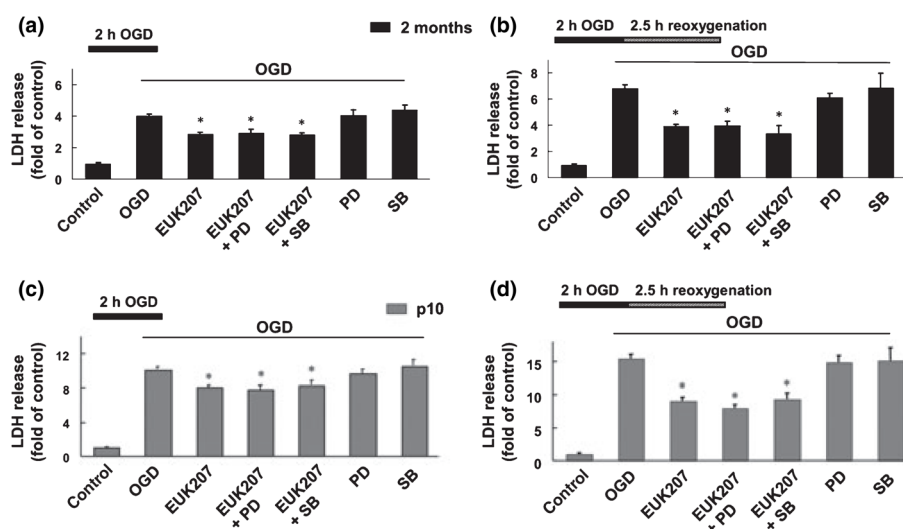 (a)
2 h OGD
2 months
OGD
LDH release
(fold of control)
6
4
2
0
*
*
*
Control
OGD
EUK207
EUK207
+ PD
EUK207
+ SB
PD
SB
(b)
2 h OGD 2.5 h reoxygenation
OGD
LDH release
(fold of control)
8
6
4
2
0
*
*
*
Control
OGD
EUK207
EUK207
+ PD
EUK207
+ SB
PD
SB
(c)
2 h OGD
p10
OGD
LDH release
(fold of control)
12
8
4
0
*
*
*
Control
OGD
EUK207
EUK207
+ PD
EUK207
+ SB
PD
SB
(d)
2 h OGD 2.5 h reoxygenation
OGD
LDH release
(fold of control)
15
10
5
0
*
*
*
Control
OGD
EUK207
EUK207
+ PD
EUK207
+ SB
PD
SB